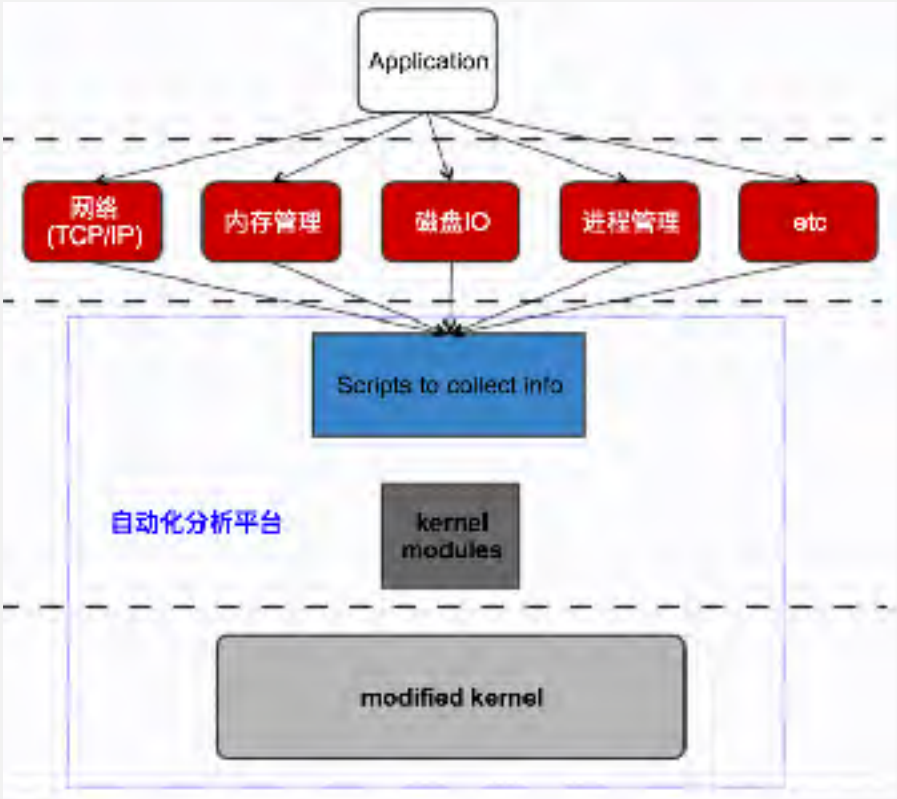 Application
网络
(TCP/IP)
内存管理
磁盘IO
进程管理
etc
Scripts to collect info
自动化分析平台
kernel
modules
modified kernel